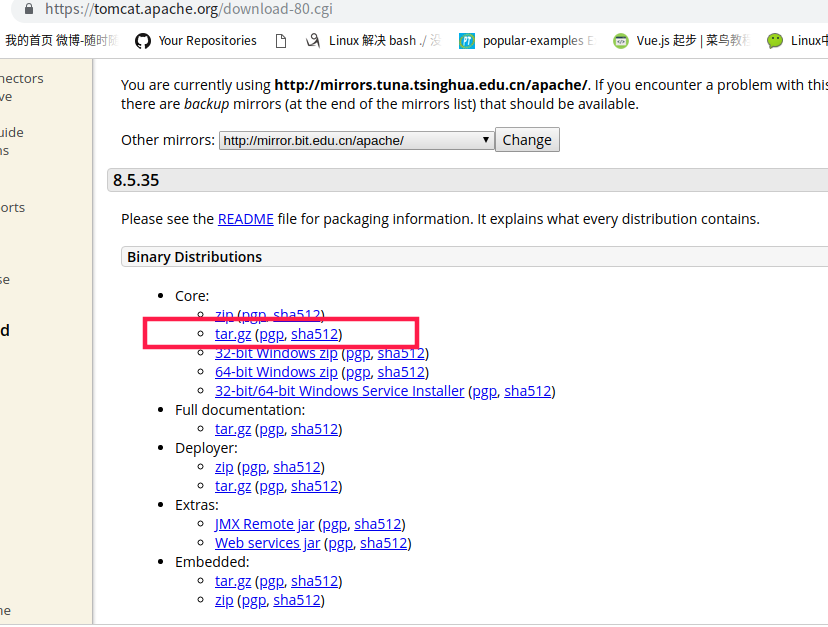 https://tomcat.apache.org/download-80.cgi
我的首页 微博-随时随 Your Repositories Linux 解决 bash ./ 没 popular-examples E Vue.js 起步 | 菜鸟教程 Linux中
nectors
ve
uide
ns
orts
se
d
ne
You are currently using http://mirrors.tuna.tsinghua.edu.cn/apache/. If you encounter a problem with this
there are backup mirrors (at the end of the mirrors list) that should be available.
Other mirrors: http://mirror.bit.edu.cn/apache/ Change
8.5.35
Please see the README file for packaging information. It explains what every distribution contains.
Binary Distributions
Core:
zip (pgp, sha512)
tar.gz (pgp, sha512)
32-bit Windows zip (pgp, sha512)
64-bit Windows zip (pgp, sha512)
32-bit/64-bit Windows Service Installer (pgp, sha512)
Full documentation:
tar.gz (pgp, sha512)
Deployer:
zip (pgp, sha512)
tar.gz (pgp, sha512)
Extras:
JMX Remote jar (pgp, sha512)
Web services jar (pgp, sha512)
Embedded:
tar.gz (pgp, sha512)
zip (pgp, sha512)